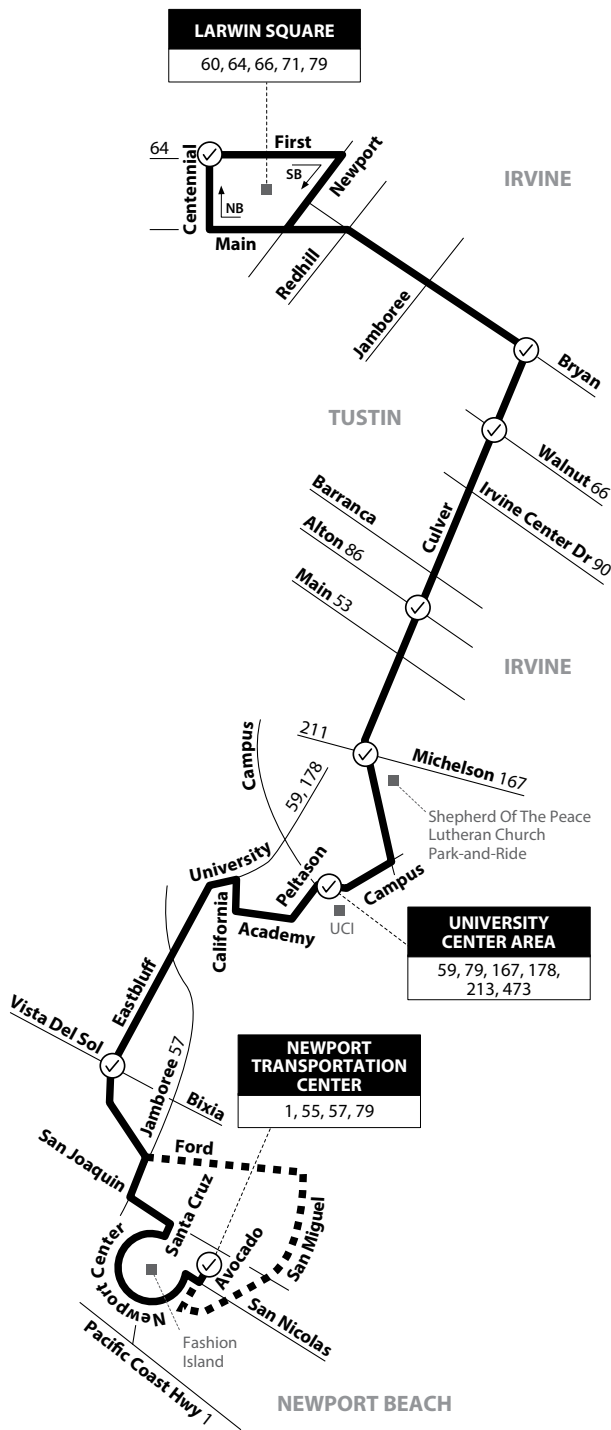 LARWIN SQUARE
60, 64, 66, 71, 79
64
First
Newport
SB
NB
Centennial
Main
Redhill
Jamboree
IRVINE
Bryan
TUSTIN
Walnut 66
Irvine Center Dr 90
Culver
Barranca
Alton 86
Main 53
IRVINE
211
Michelson 167
Campus
59, 178
Shepherd Of The Peace
Lutheran Church
Park-and-Ride
University
Peltason
Campus
California
Academy
UCI
UNIVERSITY
CENTER AREA
59, 79, 167, 178,
213, 473
Eastbluff
Vista Del Sol
Jamboree 57
Bixia
NEWPORT
TRANSPORTATION
CENTER
1, 55, 57, 79
San Joaquin
Ford
Santa Cruz
San Miguel
Avocado
Newport Center
San Nicolas
Fashion
Island
Pacific Coast Hwy 1
NEWPORT BEACH